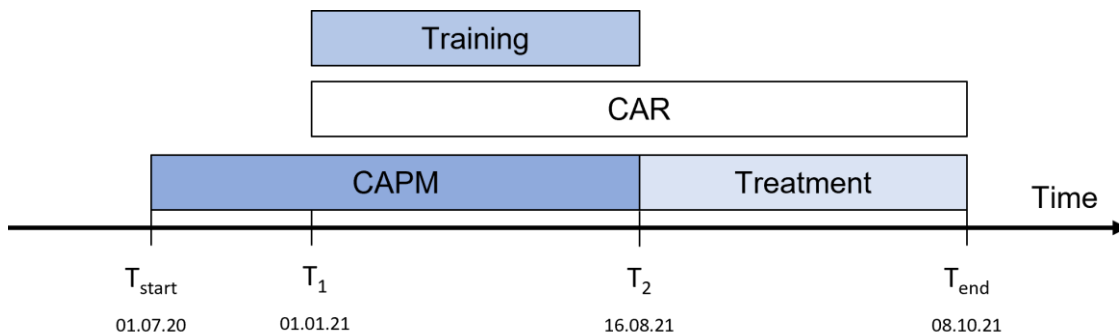 Training
CAR
CAPM Treatment
Time
T_start T_1 T_2 T_end
01.07.20 01.01.21 16.08.21 08.10.21